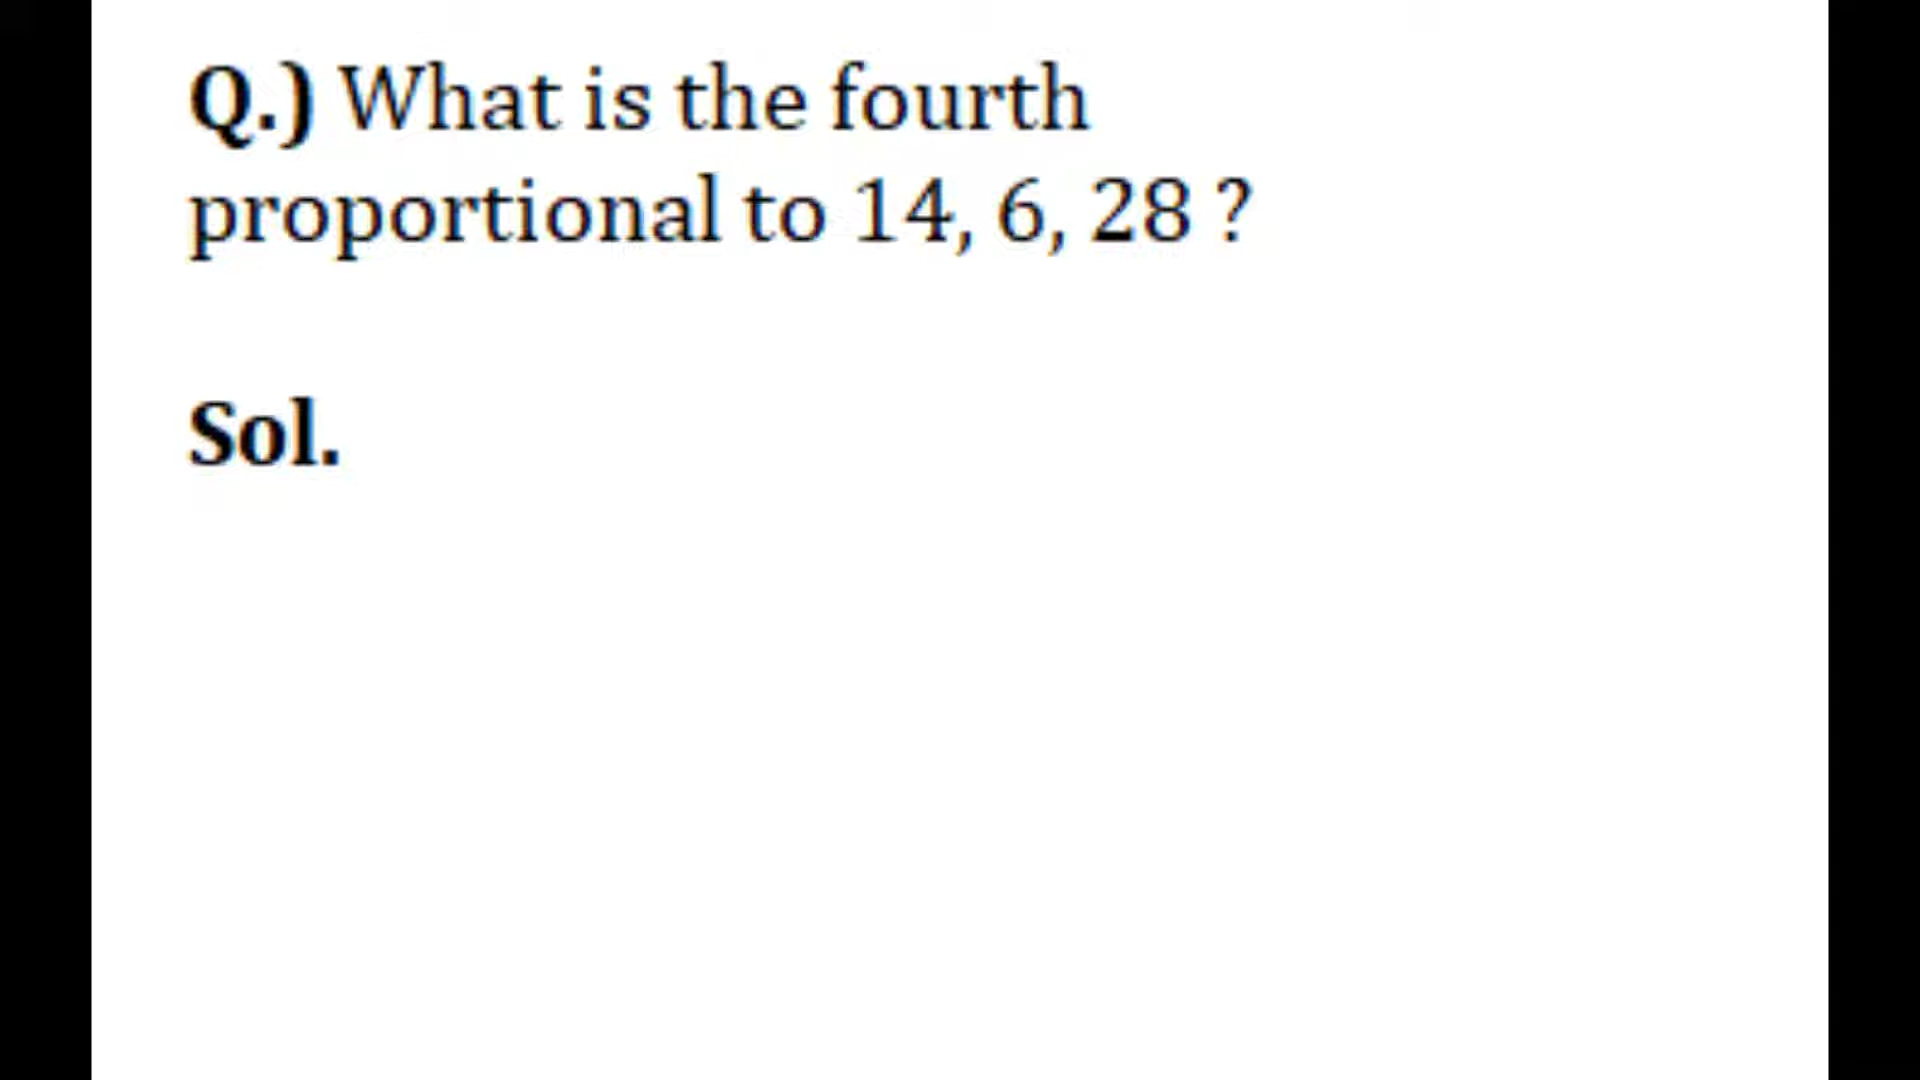 Q.) What is the fourth
proportional to 14, 6, 28 ?
Sol.